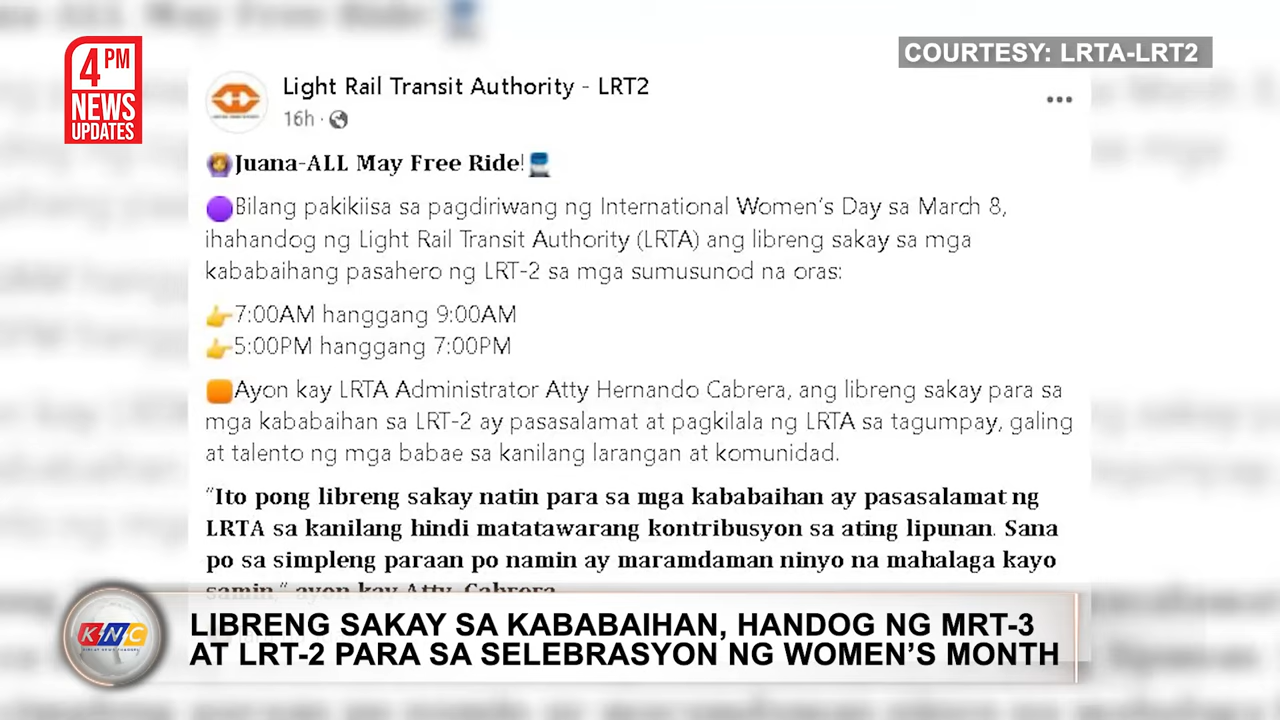 4 PM
NEWS
UPDATES
COURTESY: LRTA-LRT2
Light Rail Transit Authority - LRT2
16h ·
Juana-ALL May Free Ride!
Bilang pakikiisa sa pagdiriwang ng International Women's Day sa March 8,
ihahandog ng Light Rail Transit Authority (LRTA) ang libreng sakay sa mga
kababaihang pasahero ng LRT-2 sa mga sumusunod na oras:
👉7:00AM hanggang 9:00AM
👉5:00PM hanggang 7:00PM
Ayon kay LRTA Administrator Atty Hernando Cabrera, ang libreng sakay para sa
mga kababaihan sa LRT-2 ay pasasalamat at pagkilala ng LRTA sa tagumpay, galing
at talento ng mga babae sa kanilang larangan at komunidad.
"Ito pong libreng sakay natin para sa mga kababaihan ay pasasalamat ng
LRTA sa kanilang hindi matatawarang kontribusyon sa ating lipunan. Sana
po sa simpleng paraan po namin ay maramdaman ninyo na mahalaga kayo
samin," ayon kay Atty. Cabrera
KNC
LIBRENG SAKAY SA KABABAIHAN, HANDOG NG MRT-3
AT LRT-2 PARA SA SELEBRASYON NG WOMEN'S MONTH